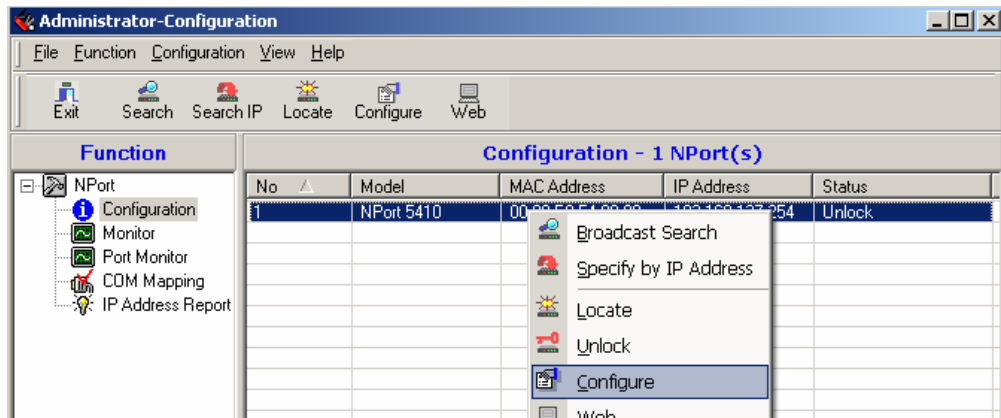 Administrator-Configuration
File Function Configuration View Help
Exit Search Search IP Locate Configure Web
Function
Configuration - 1 NPort(s)
NPort
Configuration
Monitor
Port Monitor
COM Mapping
IP Address Report
No Model MAC Address IP Address Status
1 NPort 5410 Unlock
Broadcast Search
Specify by IP Address
Locate
Unlock
Configure
Web